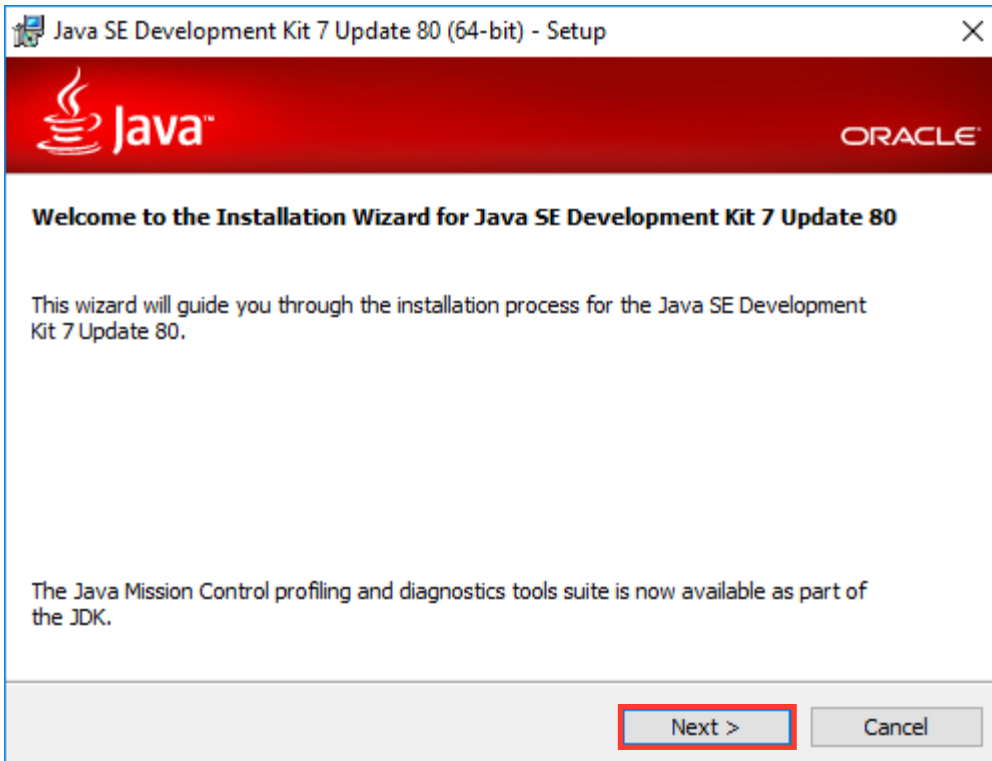 Java SE Development Kit 7 Update 80 (64-bit) - Setup
Java™
ORACLE®
Welcome to the Installation Wizard for Java SE Development Kit 7 Update 80
This wizard will guide you through the installation process for the Java SE Development
Kit 7 Update 80.
The Java Mission Control profiling and diagnostics tools suite is now available as part of
the JDK.
Next >
Cancel